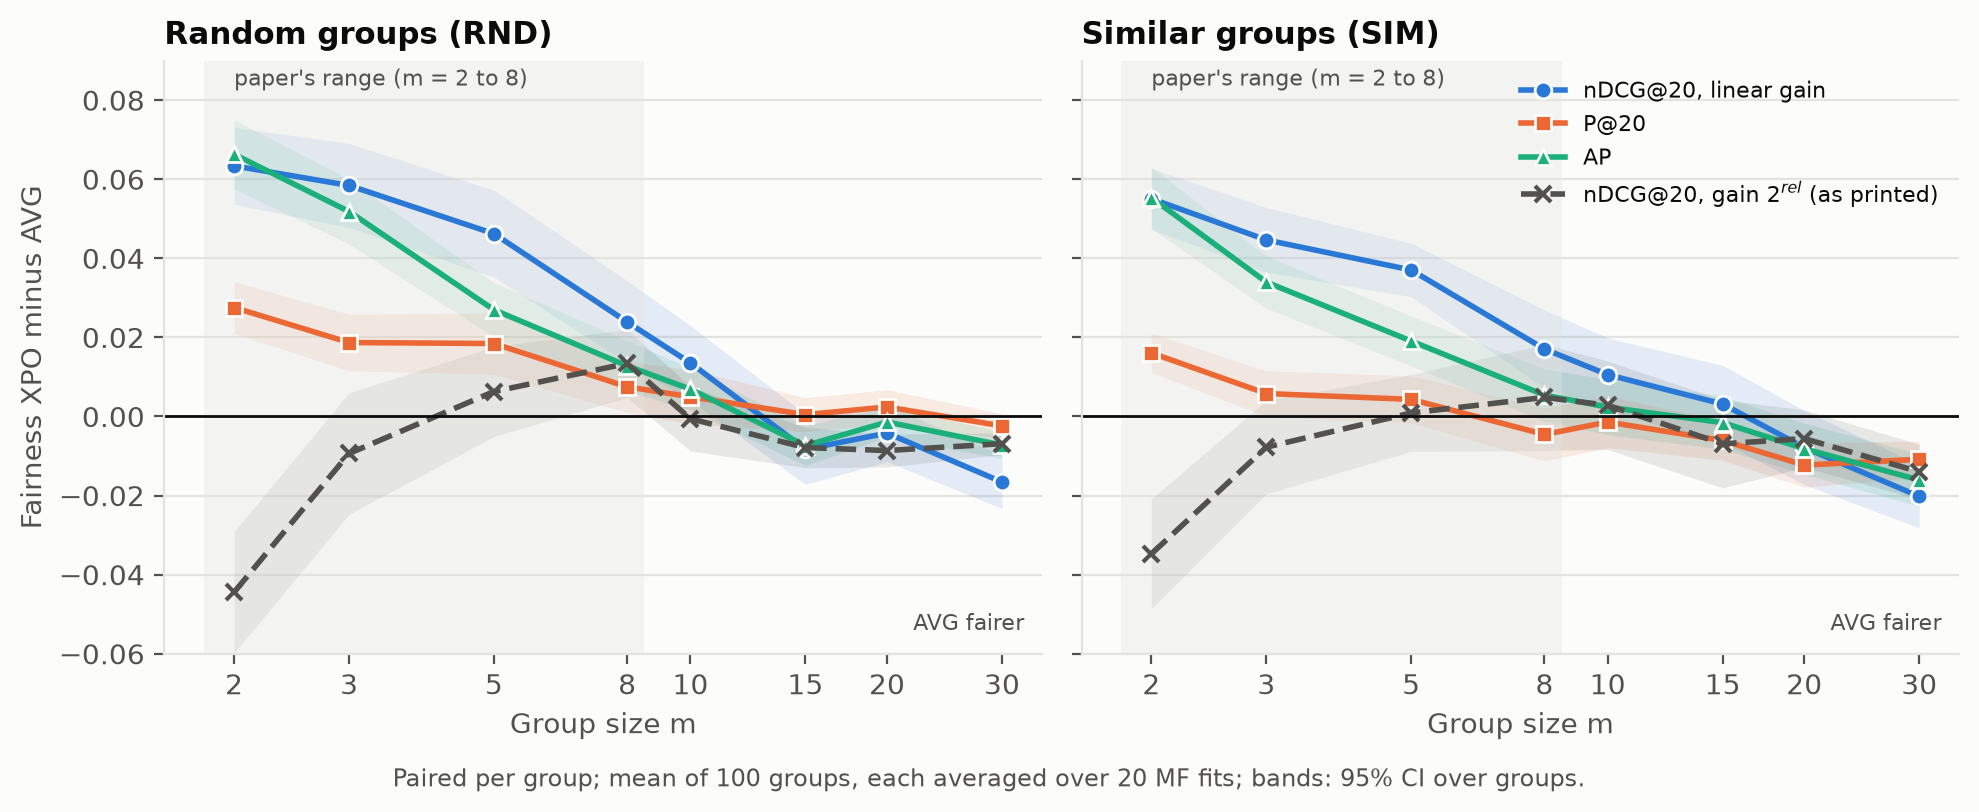 Random groups (RND)
Similar groups (SIM)
paper's range (m = 2 to 8)
paper's range (m = 2 to 8)
nDCG@20, linear gain
P@20
AP
nDCG@20, gain 2^rel (as printed)
Fairness XPO minus AVG
0.08
0.06
0.04
0.02
0.00
−0.02
−0.04
−0.06
AVG fairer
AVG fairer
2 3 5 8 10 15 20 30
2 3 5 8 10 15 20 30
Group size m
Group size m
Paired per group; mean of 100 groups, each averaged over 20 MF fits; bands: 95% CI over groups.